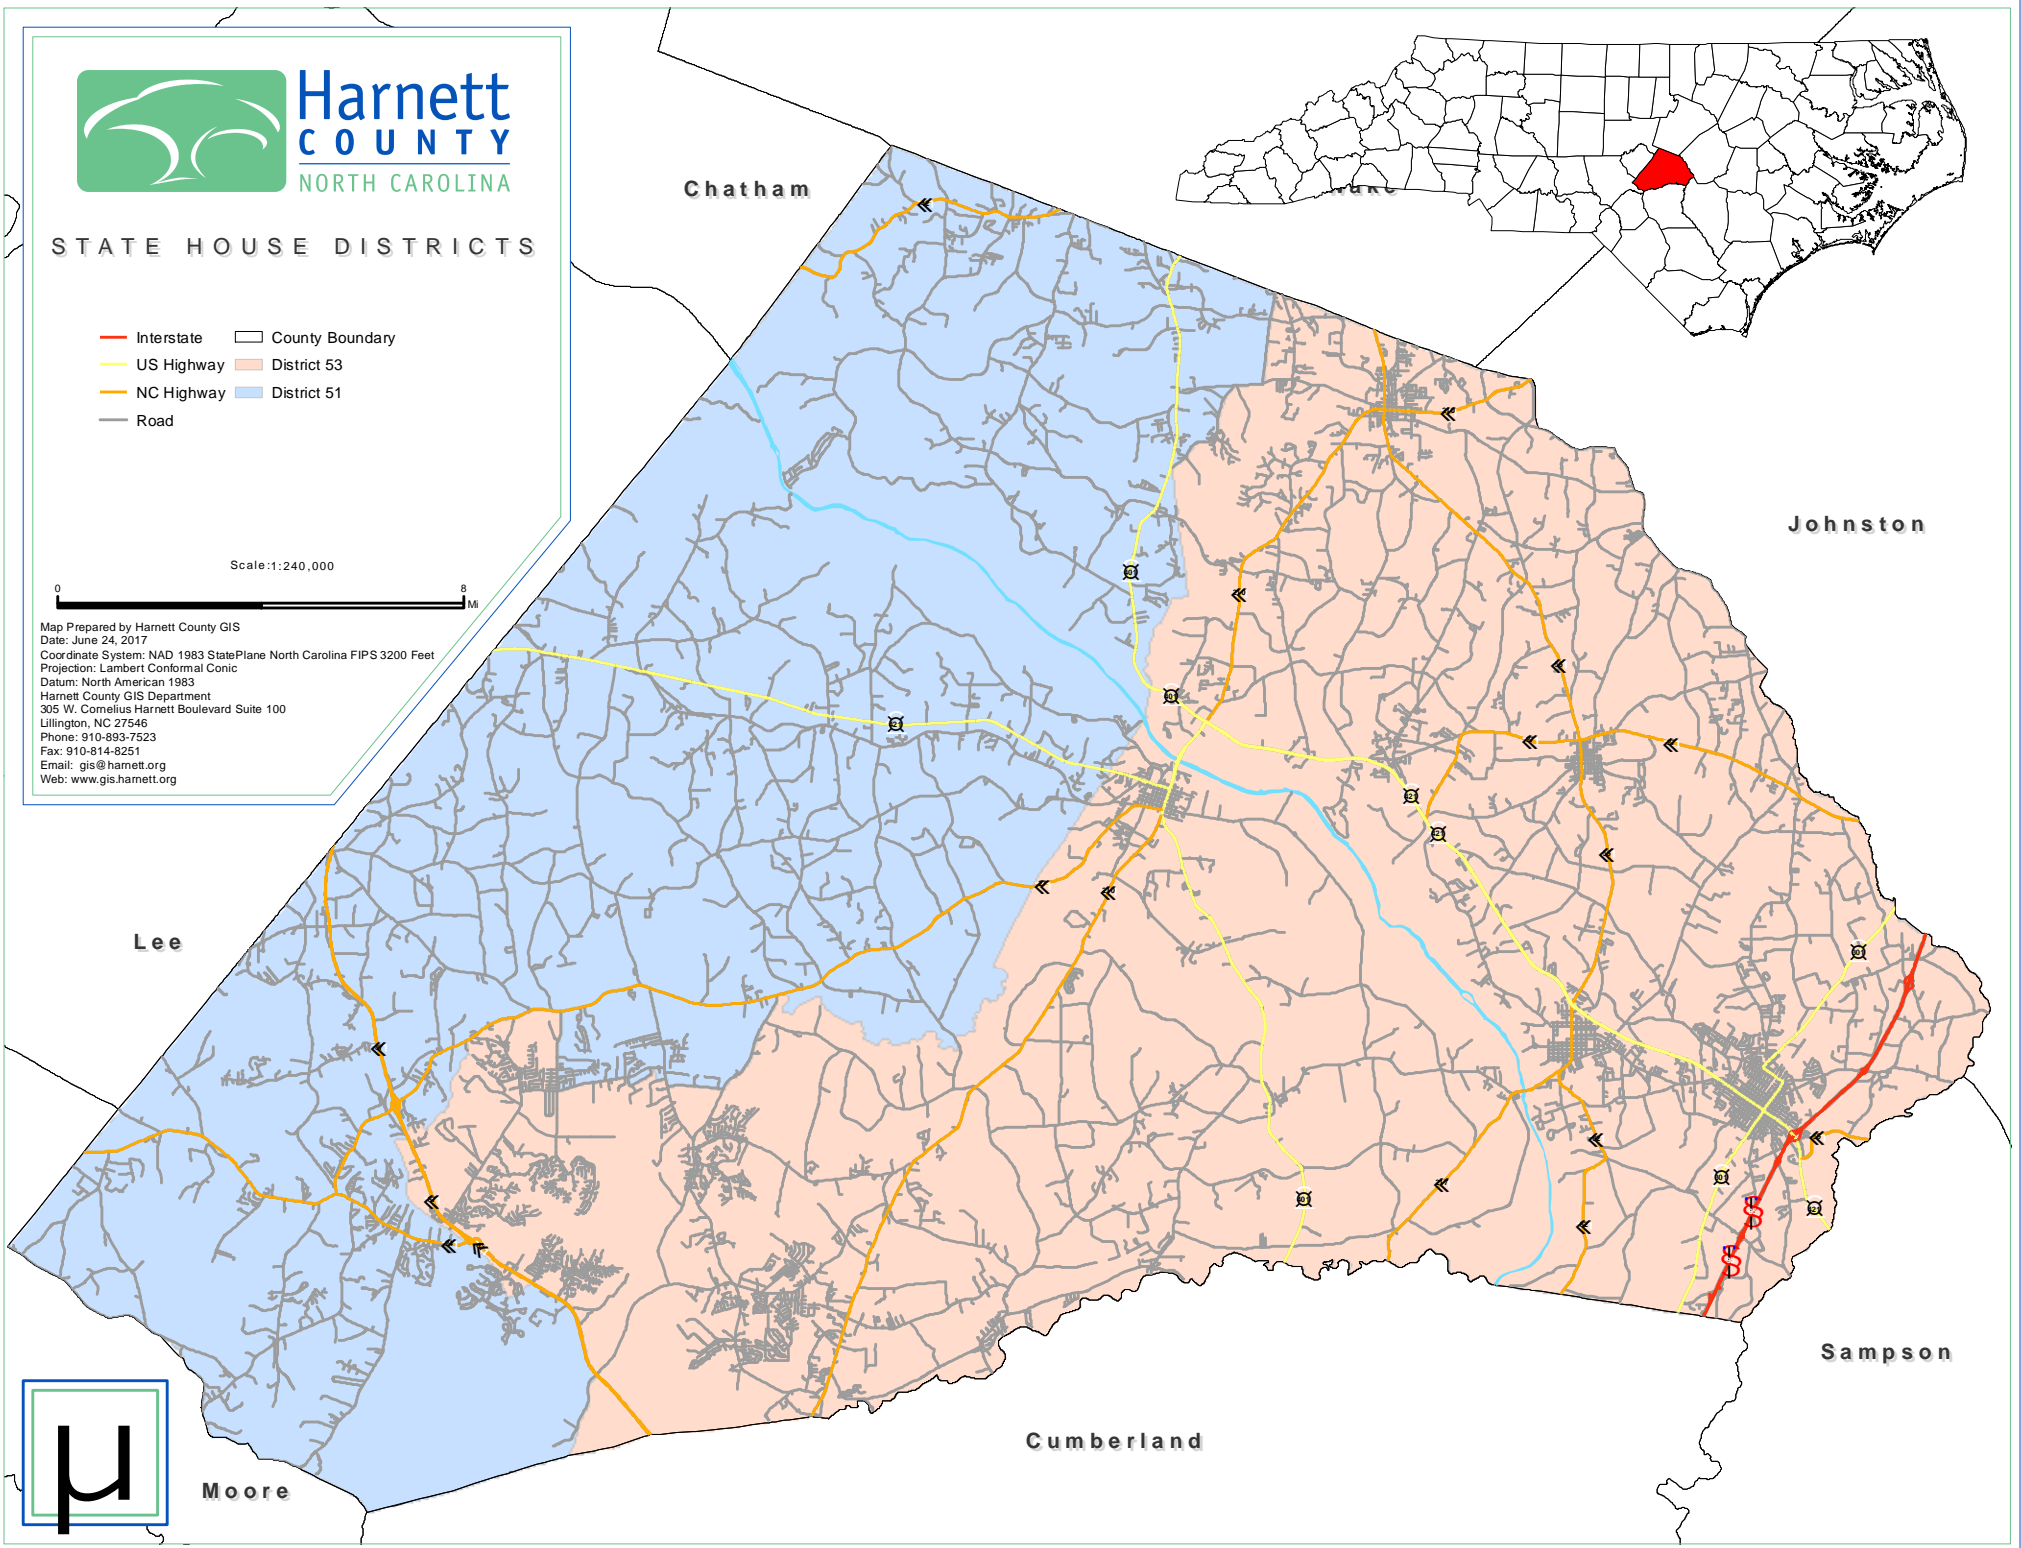 Harnett
COUNTY
NORTH CAROLINA
STATE HOUSE DISTRICTS
Interstate
US Highway
NC Highway
Road
County Boundary
District 53
District 51
Scale:1:240,000
0 8
Mi
Map Prepared by Harnett County GIS
Date: June 24, 2017
Coordinate System: NAD 1983 StatePlane North Carolina FIPS 3200 Feet
Projection: Lambert Conformal Conic
Datum: North American 1983
Harnett County GIS Department
305 W. Cornelius Harnett Boulevard Suite 100
Lillington, NC 27546
Phone: 910-893-7523
Fax: 910-814-8251
Email: gis@harnett.org
Web: www.gis.harnett.org
Chatham
Johnston
Lee
Sampson
Cumberland
Moore
µ